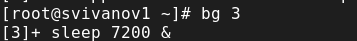 [root@svivanov1 ~]# bg 3
[3]+ sleep 7200 &